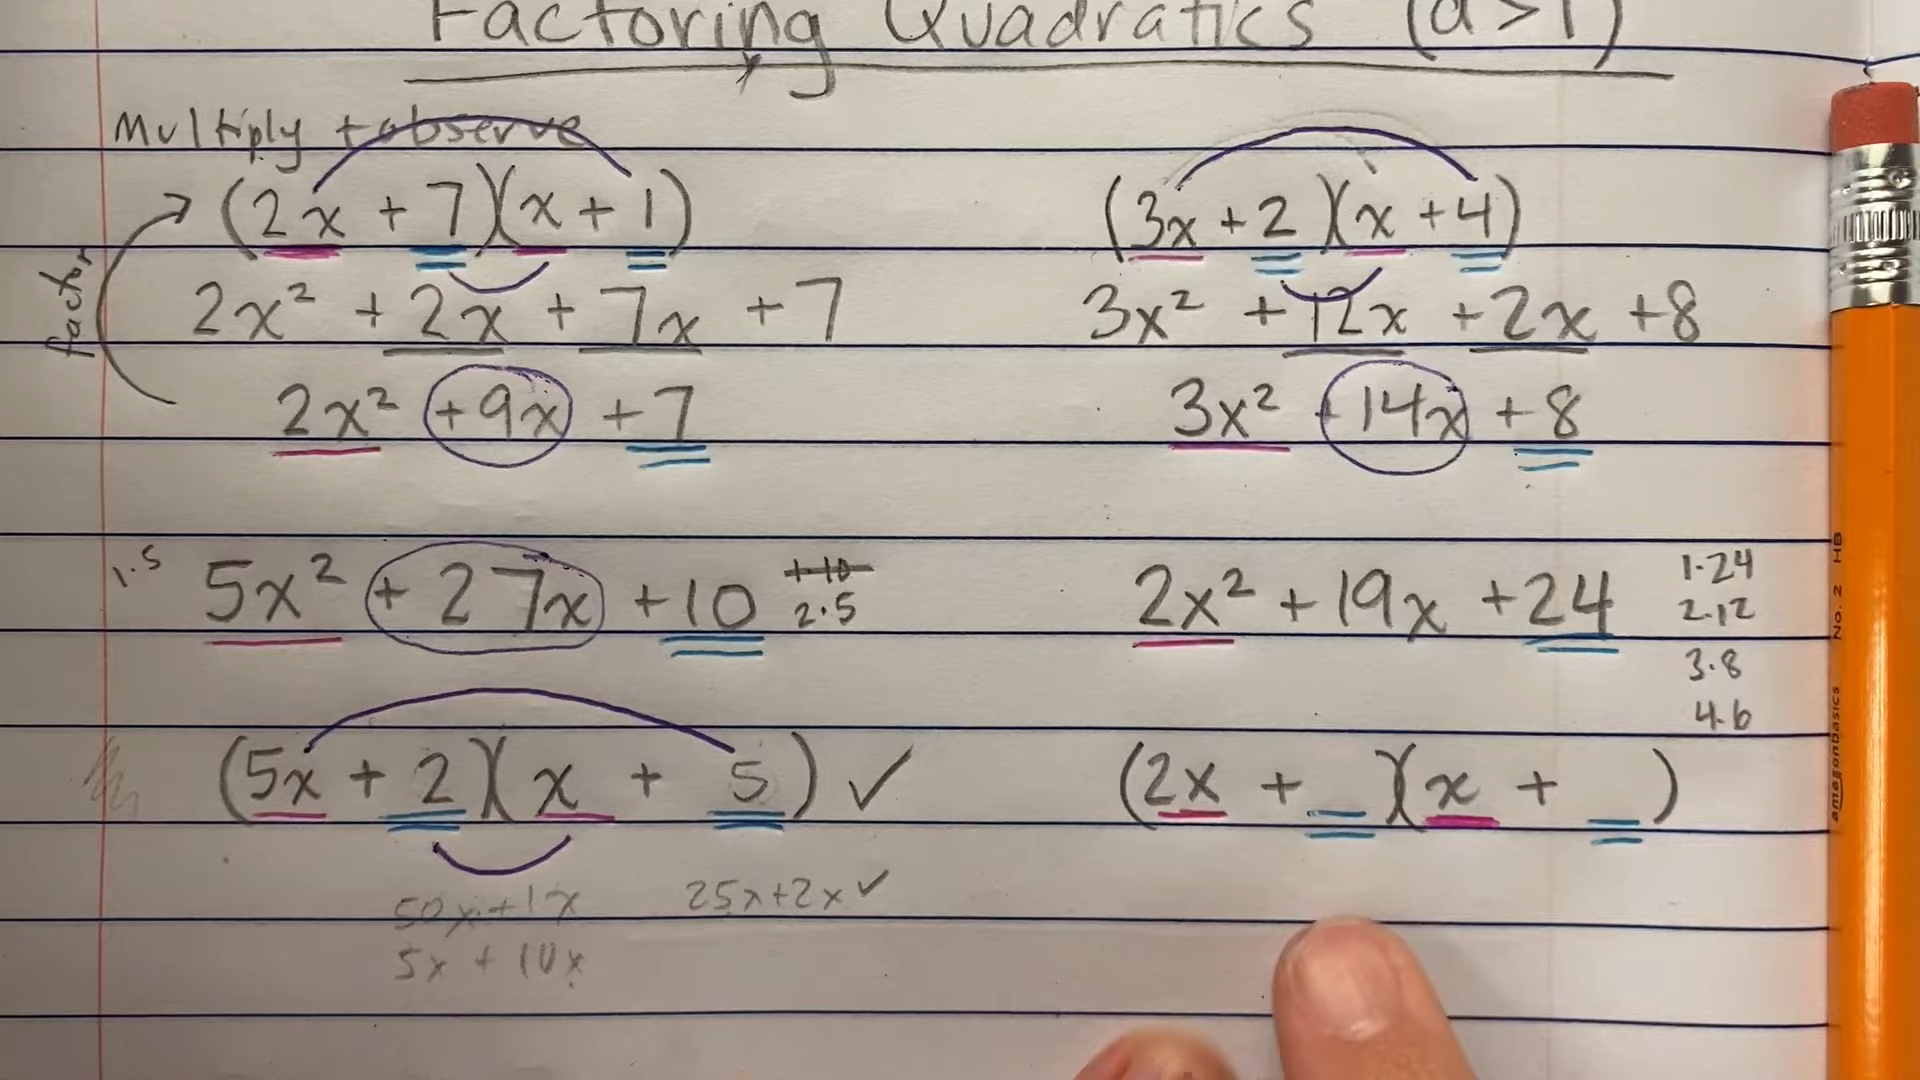 Factoring Quadratics (a>1)
Multiply + observe
(2x + 7)(x + 1)
2x² + 2x + 7x + 7
2x² +9x +7
factor
(3x + 2)(x + 4)
3x² + 12x + 2x + 8
3x² +14x +8
1·5
5x² + 27x + 10
1·10
2·5
(5x + 2)(x + 5) ✓
50x + 1x
5x + 10x
25x + 2x ✓
2x² + 19x + 24
1·24
2·12
3·8
4·6
(2x + _)(x + _)
No. 2 HB
amazonbasics